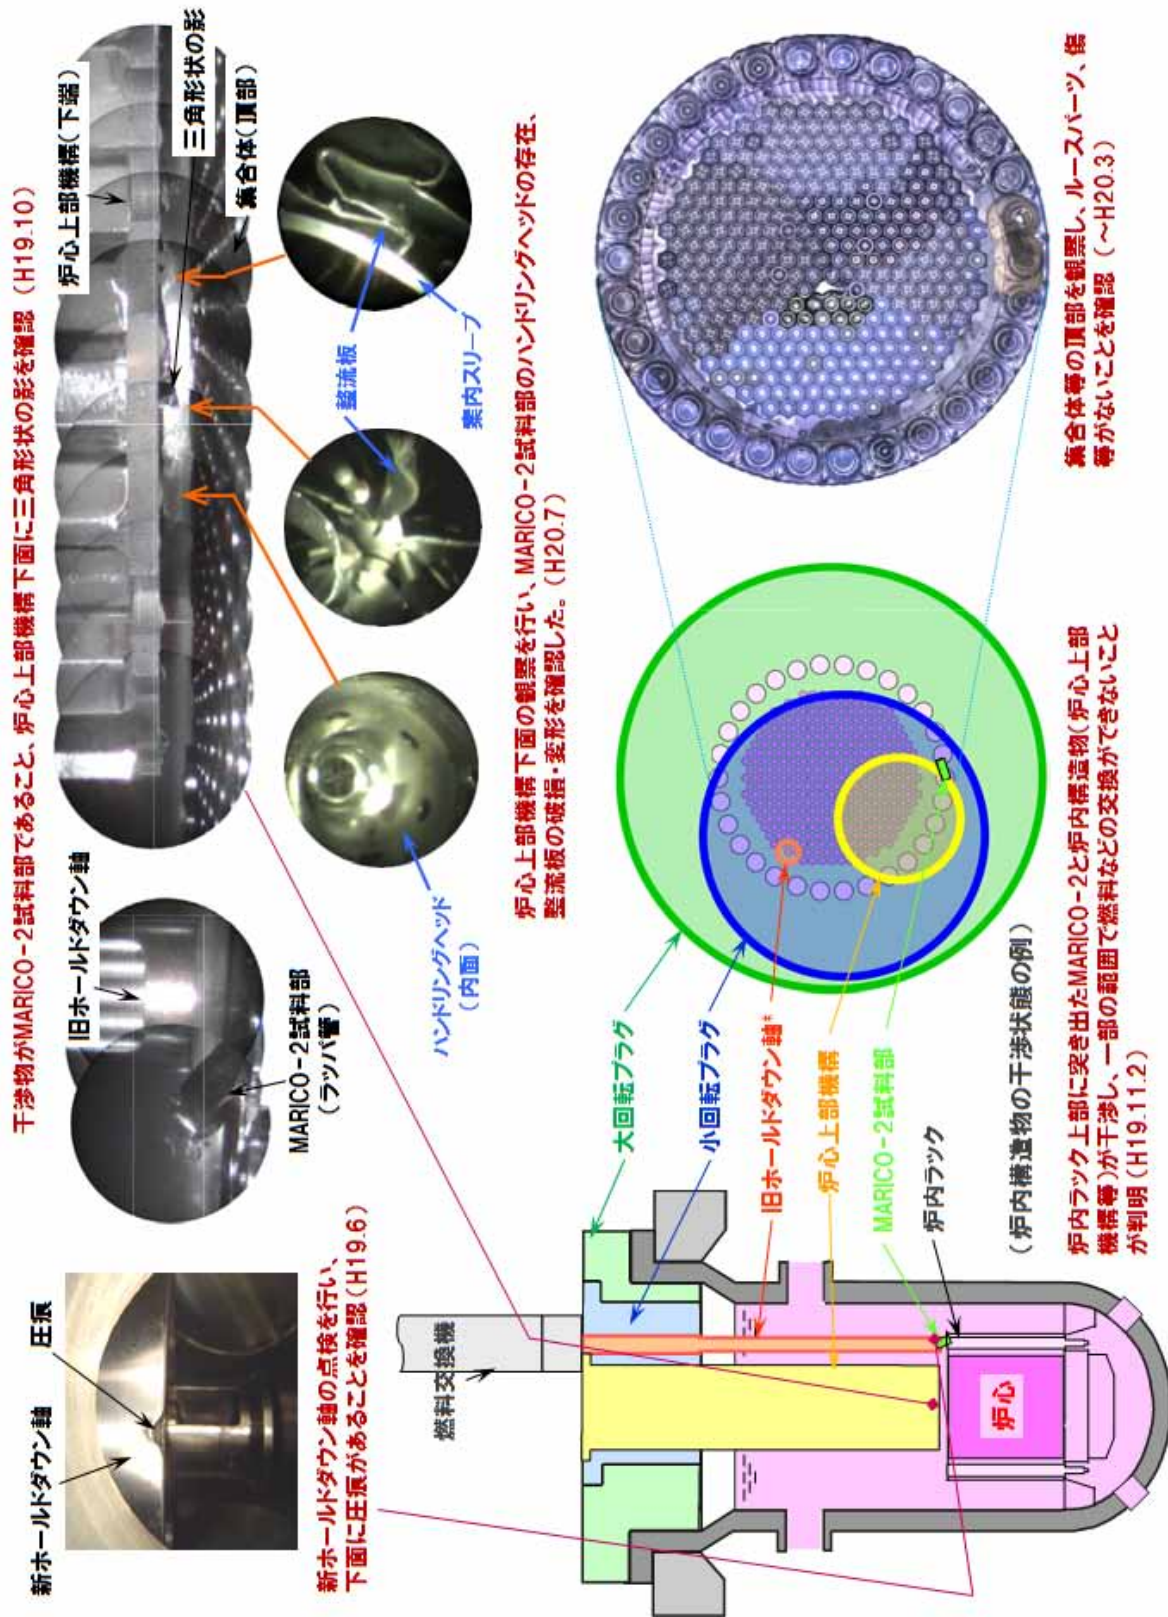 新ホールドダウン軸
圧痕
新ホールドダウン軸の点検を行い、
下面に圧痕があることを確認(H19.6)
干渉物がMARICO-2試料部であること、炉心上部機構下面に三角形状の影を確認(H19.10)
旧ホールドダウン軸
MARICO-2試料部
(ラッパ管)
炉心上部機構(下端)
三角形状の影
集合体(頂部)
ハンドリングヘッド
(内面)
整流板
案内スリーブ
炉心上部機構下面の観察を行い、MARICO-2試料部のハンドリングヘッドの存在、
整流板の破損・変形を確認した。(H20.7)
燃料交換機
大回転プラグ
小回転プラグ
旧ホールドダウン軸*
炉心上部機構
MARICO-2試料部
炉内ラック
炉心
(炉内構造物の干渉状態の例)
炉内ラック上部に突き出たMARICO-2と炉内構造物(炉心上部
機構等)が干渉し、一部の範囲で燃料などの交換ができないこと
が判明(H19.11.2)
集合体等の頂部を観察し、ルースパーツ、傷
等がないことを確認(~H20.3)